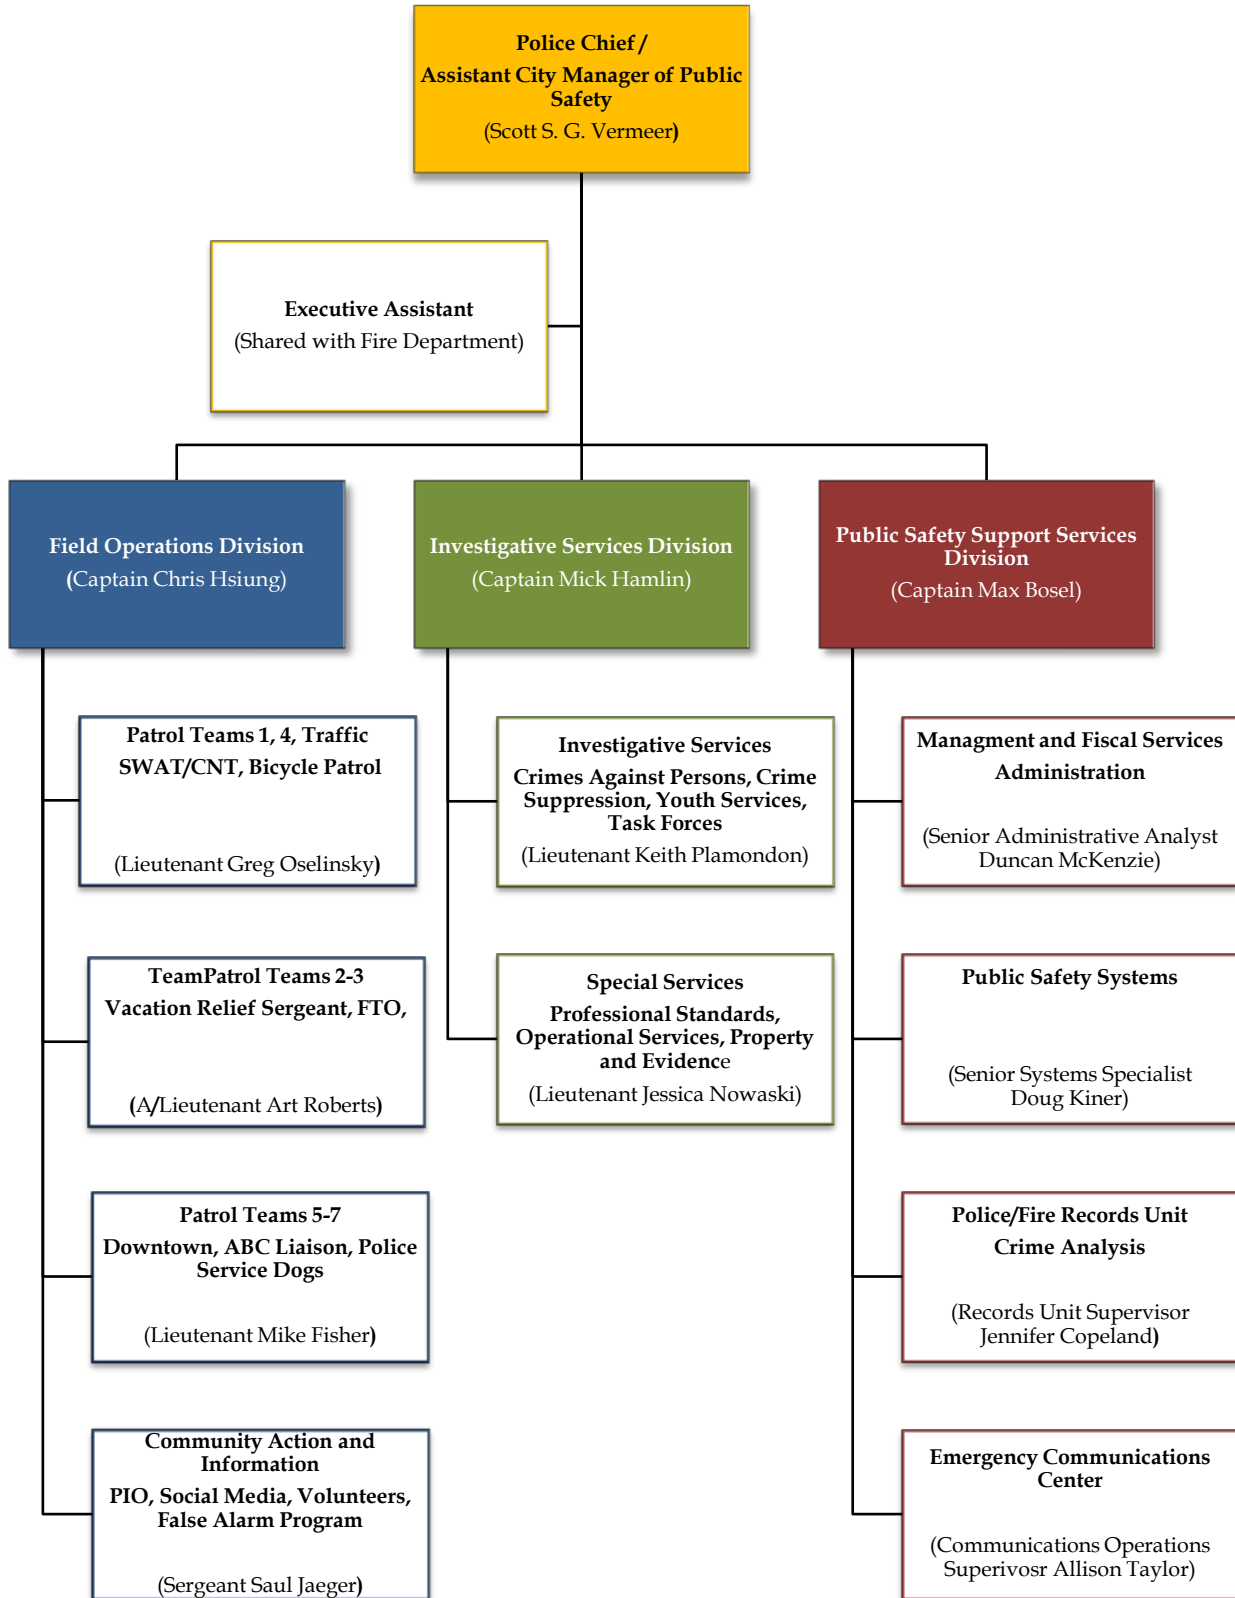 Police Chief /
Assistant City Manager of Public
Safety
(Scott S. G. Vermeer)
Executive Assistant
(Shared with Fire Department)
Field Operations Division
(Captain Chris Hsiung)
Investigative Services Division
(Captain Mick Hamlin)
Public Safety Support Services
Division
(Captain Max Bosel)
Patrol Teams 1, 4, Traffic
SWAT/CNT, Bicycle Patrol
(Lieutenant Greg Oselinsky)
TeamPatrol Teams 2-3
Vacation Relief Sergeant, FTO,
(A/Lieutenant Art Roberts)
Patrol Teams 5-7
Downtown, ABC Liaison, Police
Service Dogs
(Lieutenant Mike Fisher)
Community Action and
Information
PIO, Social Media, Volunteers,
False Alarm Program
(Sergeant Saul Jaeger)
Investigative Services
Crimes Against Persons, Crime
Suppression, Youth Services,
Task Forces
(Lieutenant Keith Plamondon)
Special Services
Professional Standards,
Operational Services, Property
and Evidence
(Lieutenant Jessica Nowaski)
Managment and Fiscal Services
Administration
(Senior Administrative Analyst
Duncan McKenzie)
Public Safety Systems
(Senior Systems Specialist
Doug Kiner)
Police/Fire Records Unit
Crime Analysis
(Records Unit Supervisor
Jennifer Copeland)
Emergency Communications
Center
(Communications Operations
Superivosr Allison Taylor)